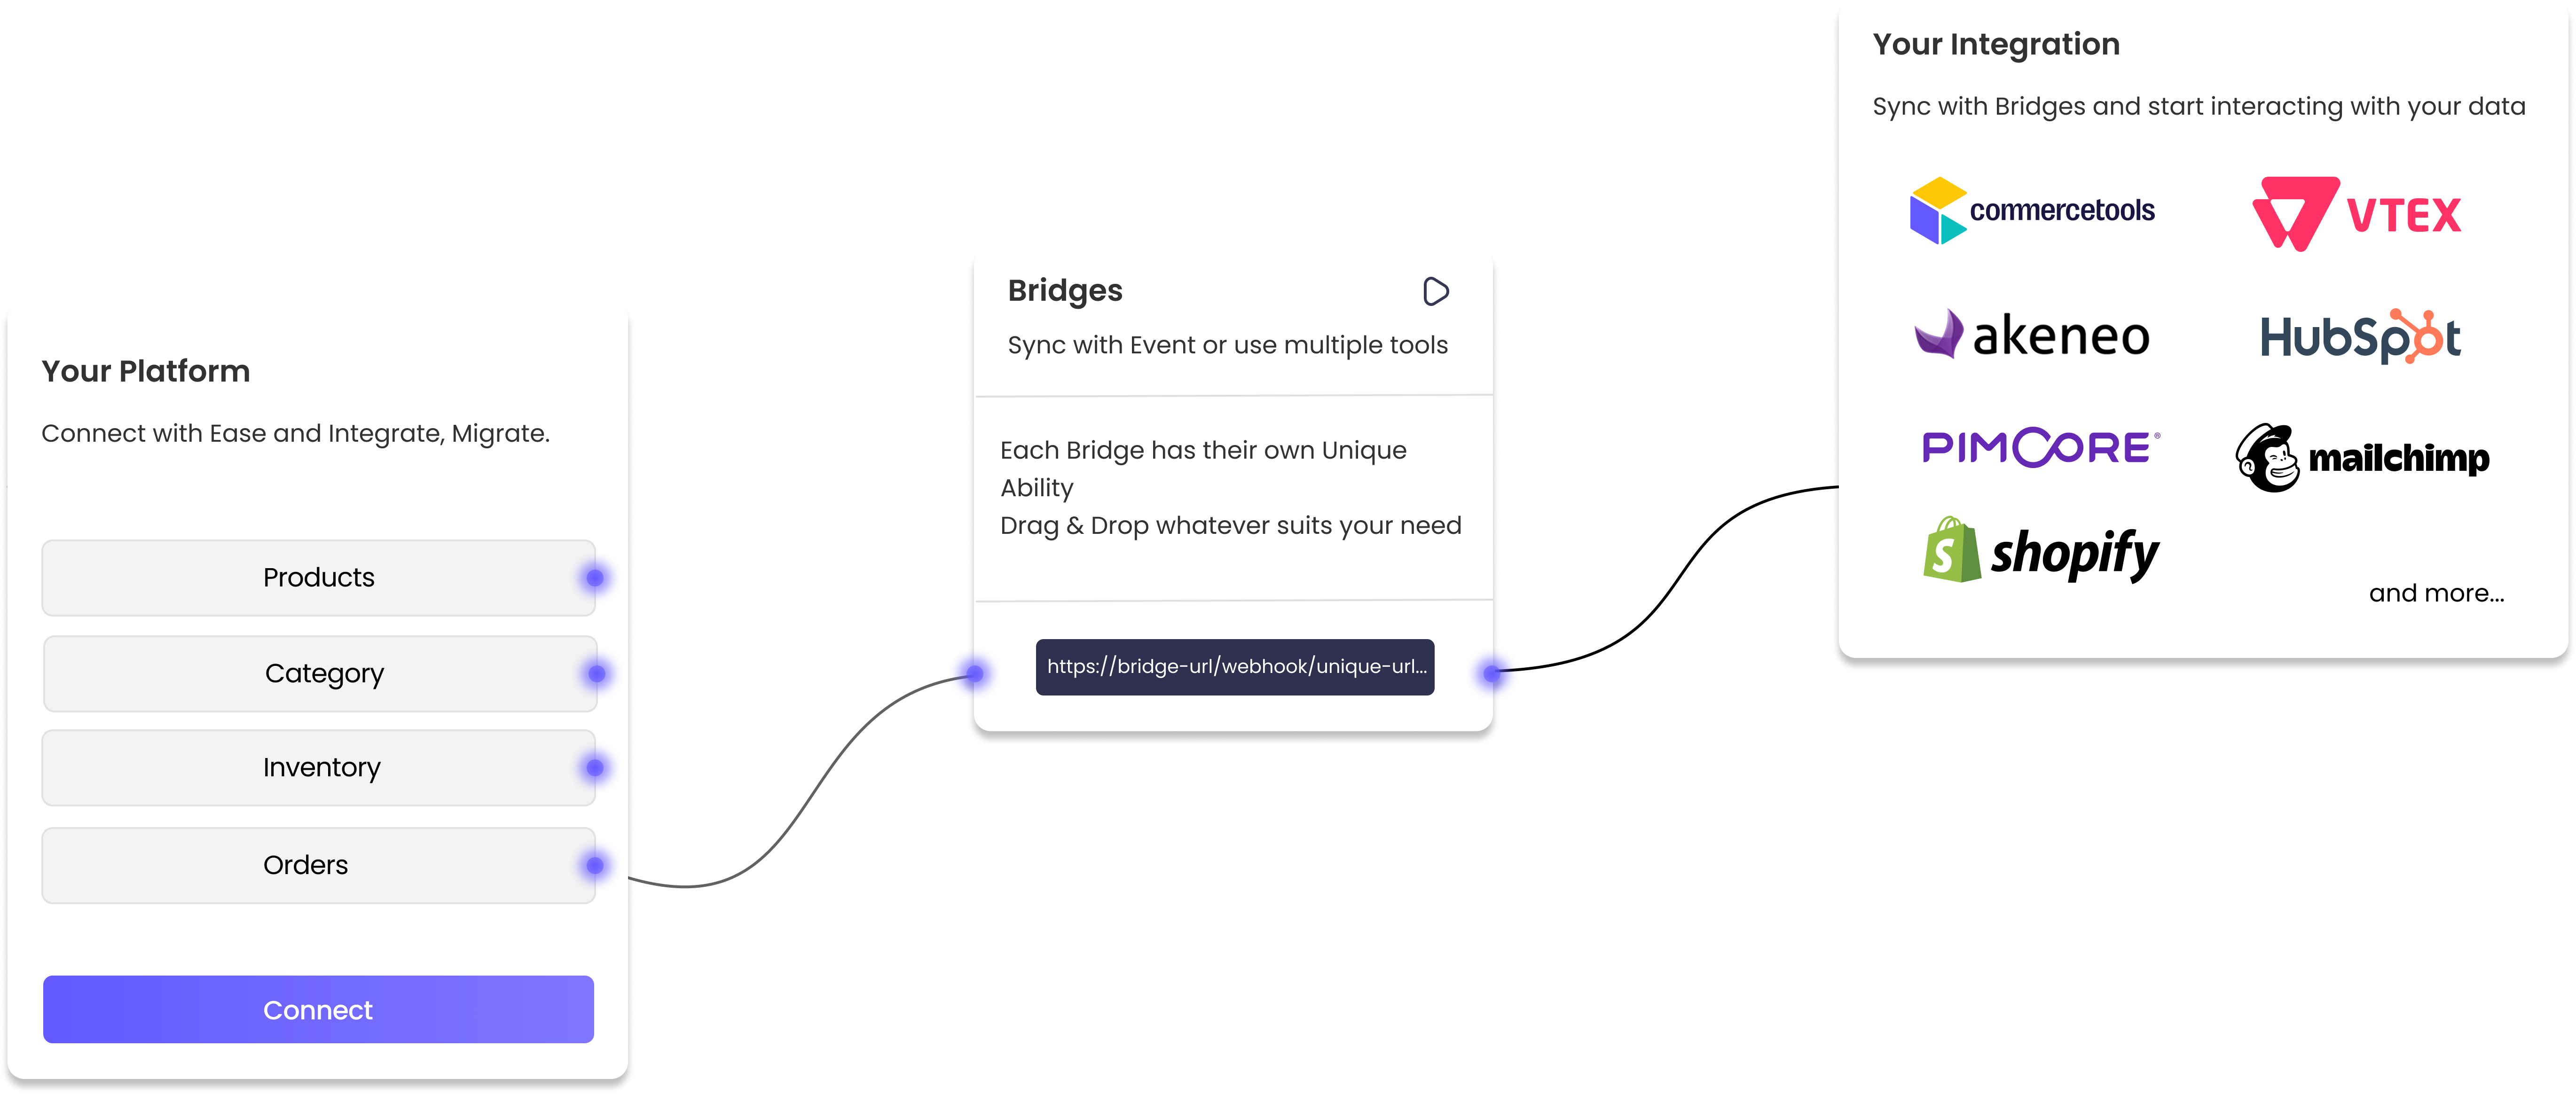 Your Platform
Connect with Ease and Integrate, Migrate.
Products
Category
Inventory
Orders
Connect
Bridges
Sync with Event or use multiple tools
Each Bridge has their own Unique
Ability
Drag & Drop whatever suits your need
https://bridge-url/webhook/unique-url...
Your Integration
Sync with Bridges and start interacting with your data
commercetools
VTEX
akeneo
HubSpot
PIMCORE®
mailchimp
shopify
and more...